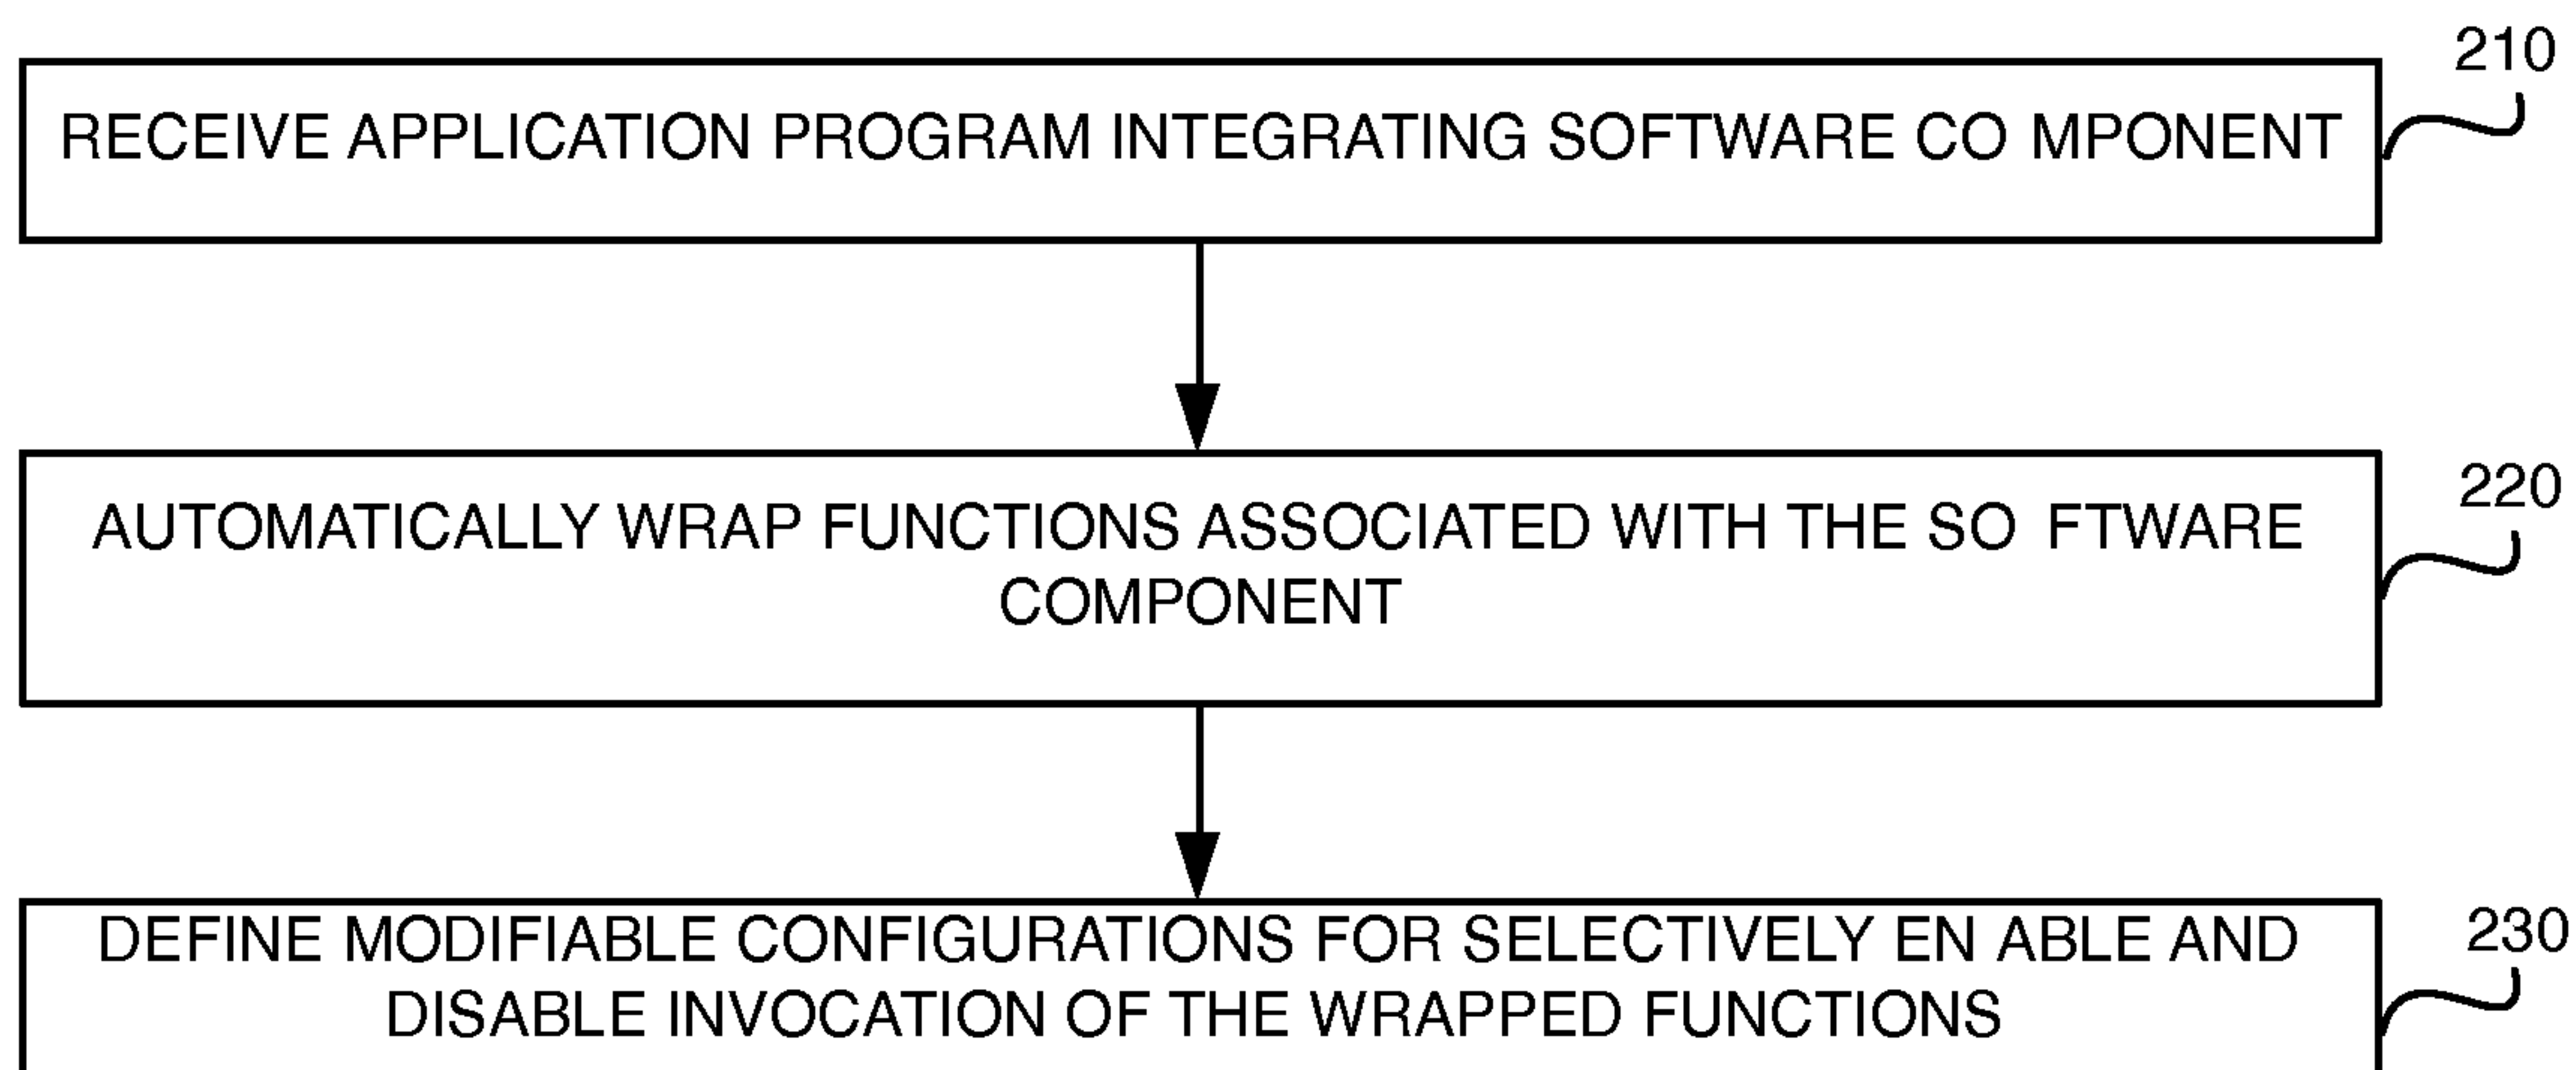 210
RECEIVE APPLICATION PROGRAM INTEGRATING SOFTWARE CO MPONENT
AUTOMATICALLY WRAP FUNCTIONS ASSOCIATED WITH THE SO FTWARE
COMPONENT
220
DEFINE MODIFIABLE CONFIGURATIONS FOR SELECTIVELY EN ABLE AND
DISABLE INVOCATION OF THE WRAPPED FUNCTIONS
230